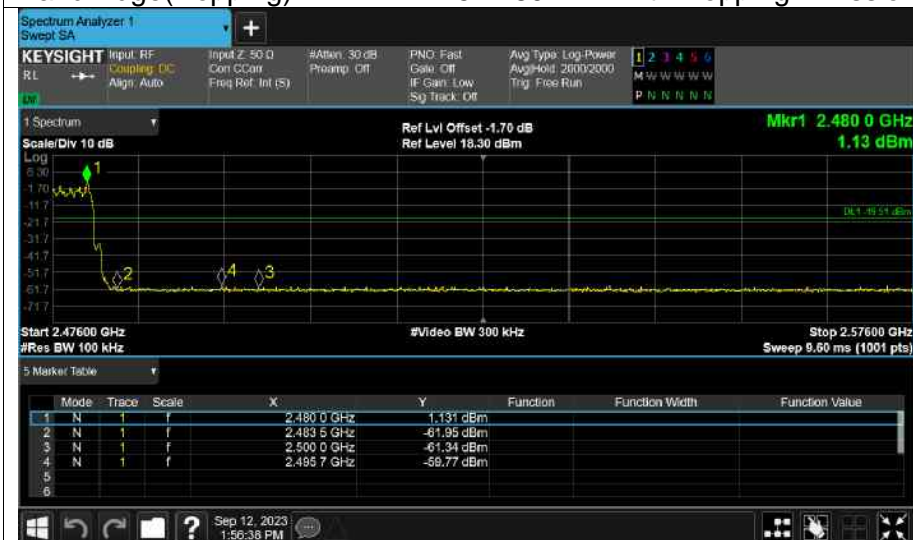 Spectrum Analyzer 1
Swept SA
+
KEYSIGHT Input: RF Input Z: 50 Ω #Atten: 30 dB PNO: Fast Avg Type: Log-Power 1 2 3 4 5 6
RL Coupling: DC Corr CCorr Preamp: Off Gate: Off Avg|Hold: 2000/2000 M W W W W W
Align: Auto Freq Ref: Int (S) IF Gain: Low Trig: Free Run
Sig Track: Off P N N N N N
1 Spectrum
Ref Lvl Offset -1.70 dB Mkr1 2.480 0 GHz
Scale/Div 10 dB Ref Level 18.30 dBm 1.13 dBm
Log
8.30
-1.70
-11.7
-21.7
-31.7
-41.7
-51.7
-61.7
-71.7
1
2
4
3
DL1 -19.51 dBm
Start 2.47600 GHz #Video BW 300 kHz Stop 2.57600 GHz
#Res BW 100 kHz Sweep 9.60 ms (1001 pts)
5 Marker Table
Mode Trace Scale X Y Function Function Width Function Value
1 N 1 f 2.480 0 GHz 1.131 dBm
2 N 1 f 2.483 5 GHz -61.95 dBm
3 N 1 f 2.500 0 GHz -61.34 dBm
4 N 1 f 2.495 7 GHz -59.77 dBm
5
6
? Sep 12, 2023
1:56:38 PM